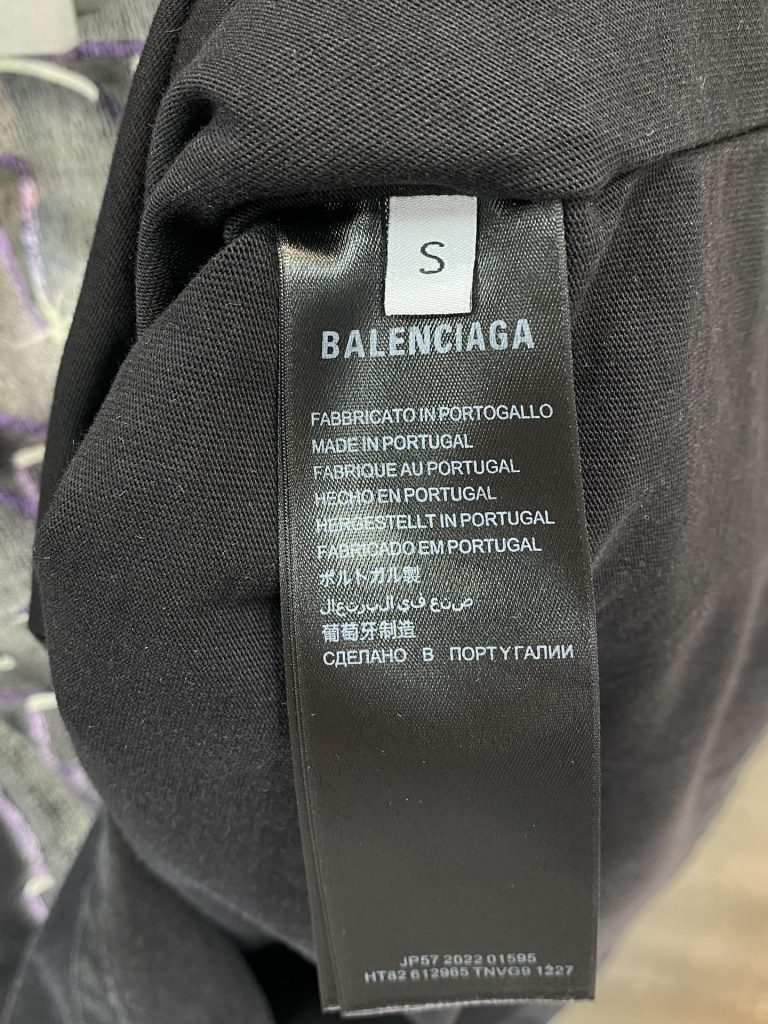 S
BALENCIAGA
FABBRICATO IN PORTOGALLO
MADE IN PORTUGAL
FABRIQUE AU PORTUGAL
HECHO EN PORTUGAL
HERGESTELLT IN PORTUGAL
FABRICADO EM PORTUGAL
ポルトガル製
صنع في البرتغال
葡萄牙制造
СДЕЛАНО В ПОРТУГАЛИИ
JP57 2022 01595
HT82 612965 TNVG9 1227